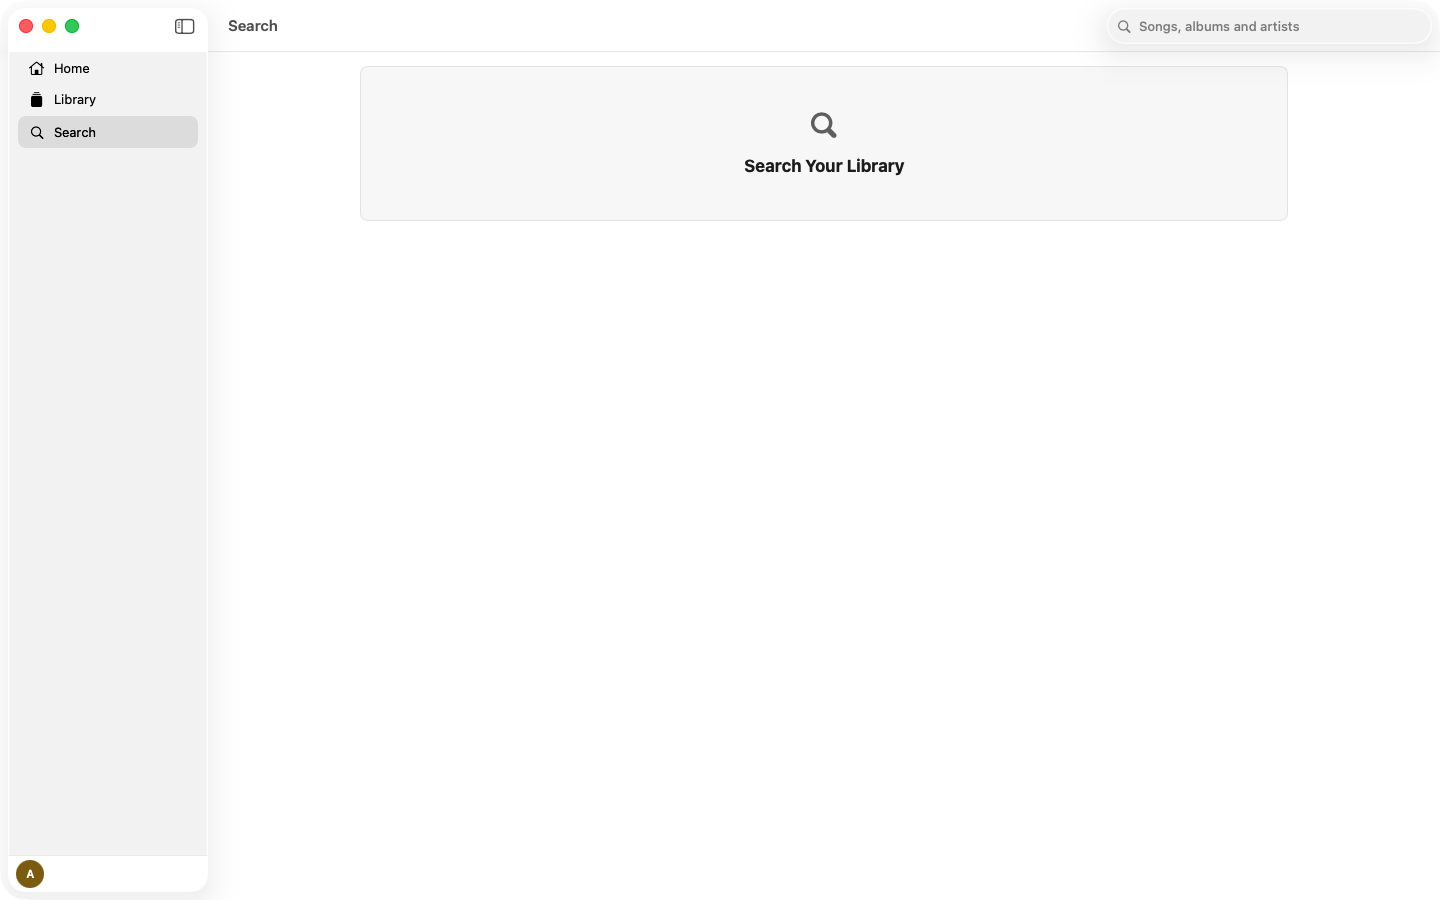 Search
Songs, albums and artists
Home
Library
Search
Search Your Library
A